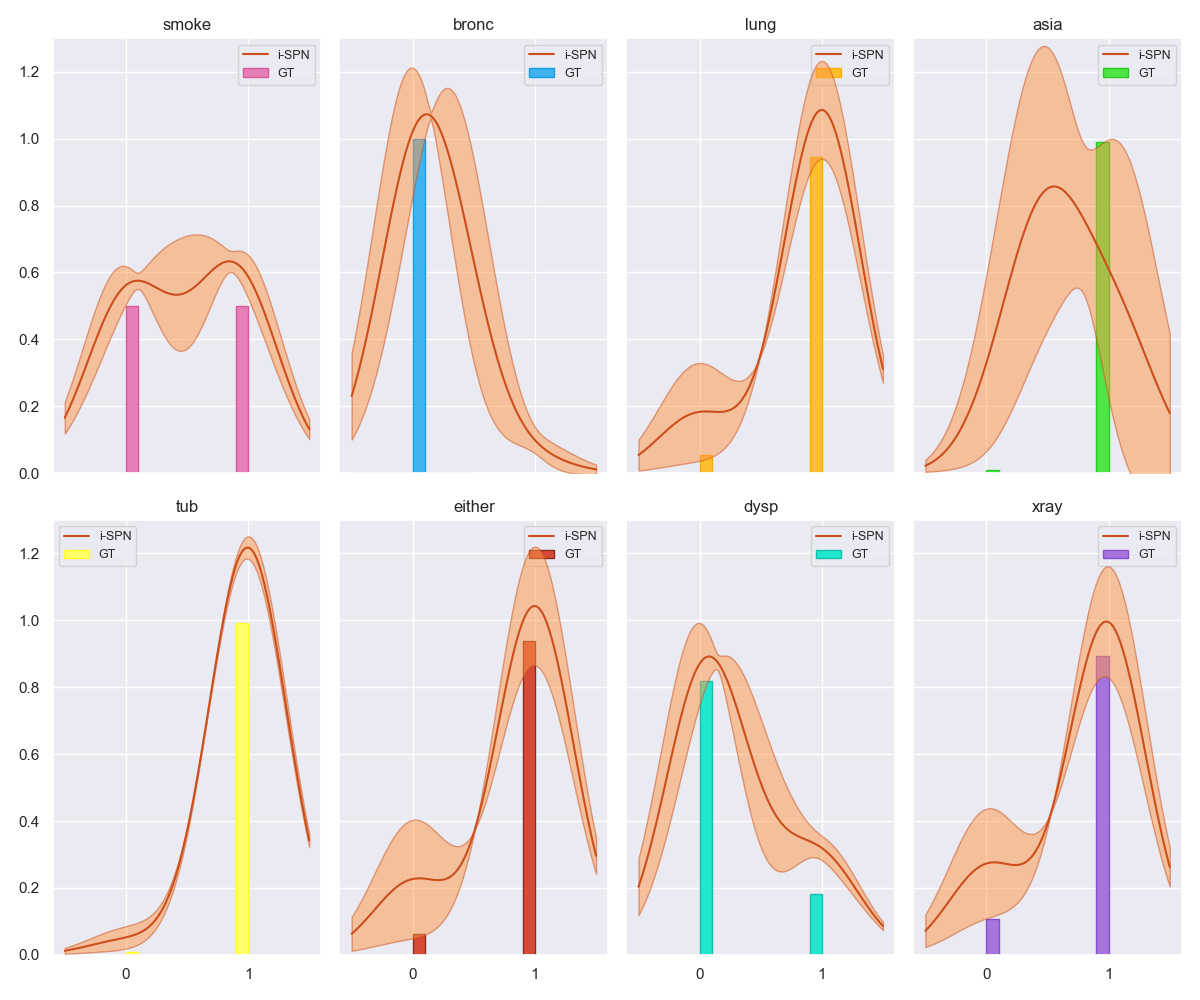 smoke
bronc
lung
asia
i-SPN
GT
i-SPN
GT
i-SPN
GT
i-SPN
GT
1.2
1.0
0.8
0.6
0.4
0.2
0.0
tub
either
dysp
xray
i-SPN
GT
i-SPN
GT
i-SPN
GT
i-SPN
GT
1.2
1.0
0.8
0.6
0.4
0.2
0.0
0 1
0 1
0 1
0 1